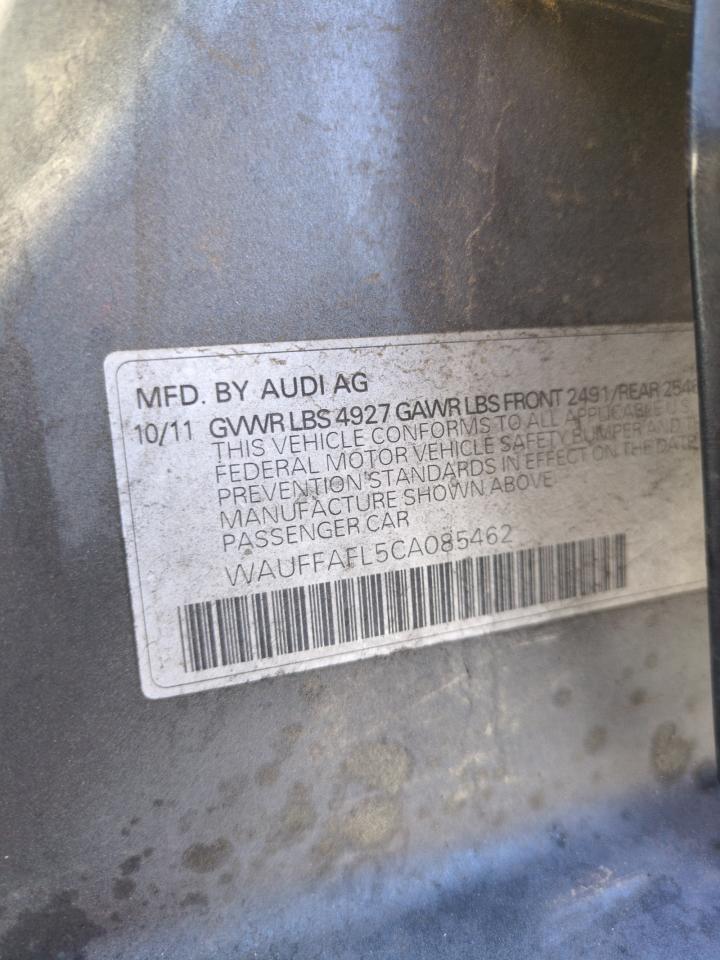 MFD. BY AUDI AG
10/11 GVWR LBS 4927 GAWR LBS FRONT 2491/REAR 2546
THIS VEHICLE CONFORMS TO ALL APPLICABLE
FEDERAL MOTOR VEHICLE SAFETY BUMPER AND
PREVENTION STANDARDS IN EFFECT ON THE DATE
MANUFACTURE SHOWN ABOVE
PASSENGER CAR
WAUFFAFL5CA085462